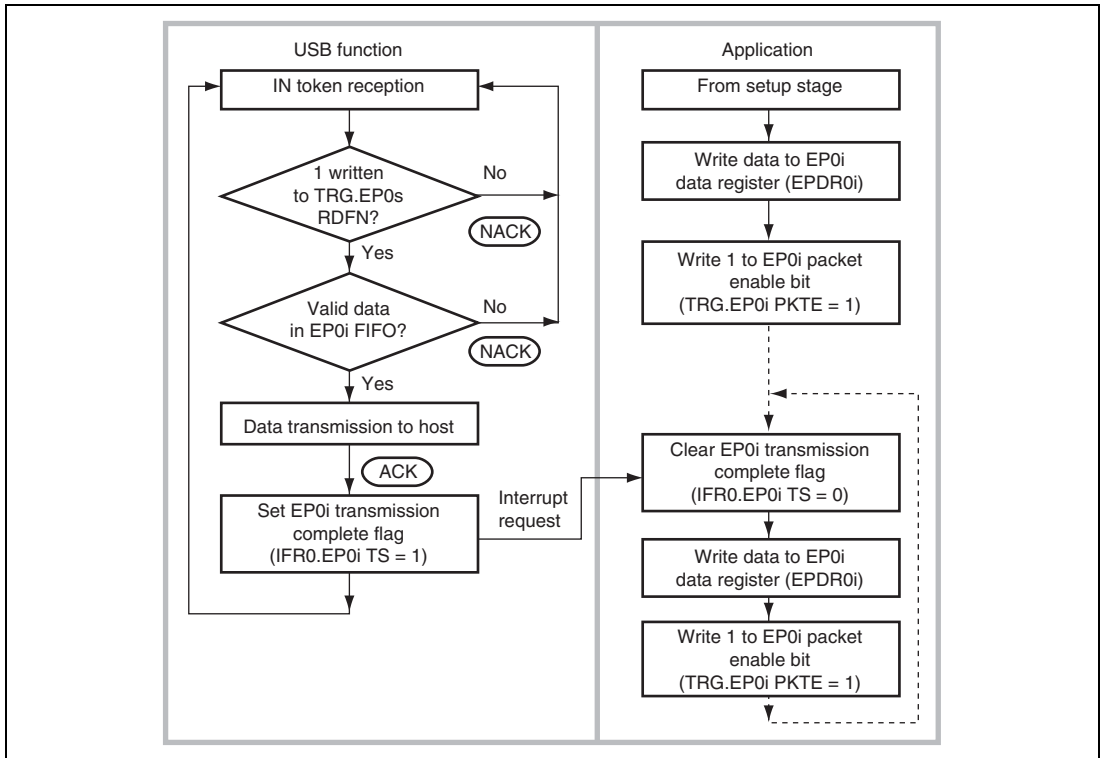 USB function
IN token reception
1 written
to TRG.EP0s
RDFN?
No
NACK
Yes
Valid data
in EP0i FIFO?
No
NACK
Yes
Data transmission to host
ACK
Set EP0i transmission
complete flag
(IFR0.EP0i TS = 1)
Interrupt
request
Application
From setup stage
Write data to EP0i
data register (EPDR0i)
Write 1 to EP0i packet
enable bit
(TRG.EP0i PKTE = 1)
Clear EP0i transmission
complete flag
(IFR0.EP0i TS = 0)
Write data to EP0i
data register (EPDR0i)
Write 1 to EP0i packet
enable bit
(TRG.EP0i PKTE = 1)